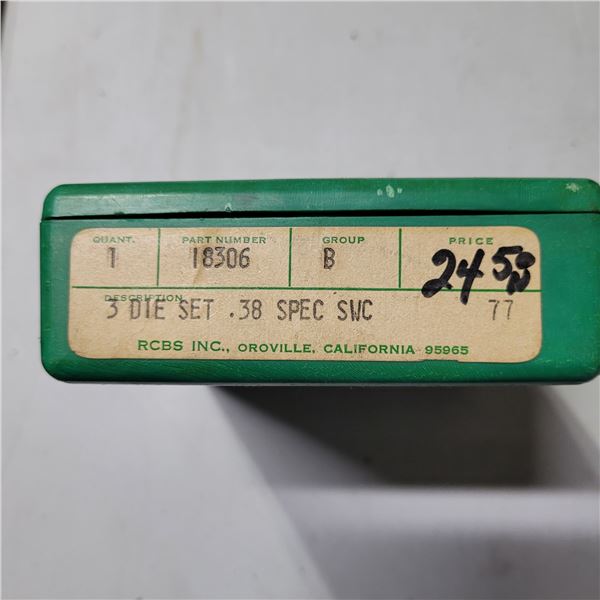 QUANT. PART NUMBER GROUP PRICE
1 18306 B 24 50
DESCRIPTION
3 DIE SET .38 SPEC SWC 77
RCBS INC., OROVILLE, CALIFORNIA 95965